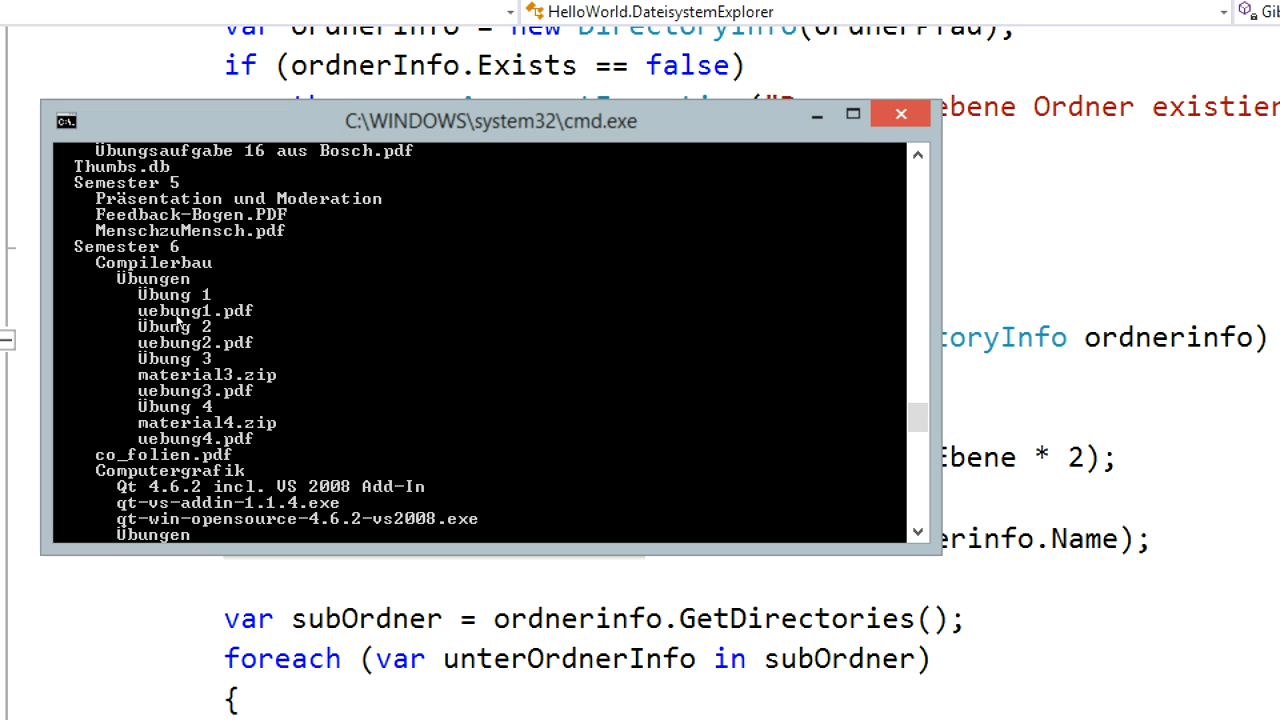 HelloWorld.DateisystemExplorer
var ordnerInfo = new DirectoryInfo(ordnerPfad);
if (ordnerInfo.Exists == false)
ebene Ordner existier
C:\WINDOWS\system32\cmd.exe
Übungsaufgabe 16 aus Bosch.pdf
Thumbs.db
Semester 5
Präsentation und Moderation
Feedback-Bogen.PDF
MenschzuMensch.pdf
Semester 6
Compilerbau
Übungen
Übung 1
uebung1.pdf
Übung 2
uebung2.pdf
Übung 3
material3.zip
uebung3.pdf
Übung 4
material4.zip
uebung4.pdf
co_folien.pdf
Computergrafik
Qt 4.6.2 incl. VS 2008 Add-In
qt-vs-addin-1.1.4.exe
qt-win-opensource-4.6.2-vs2008.exe
Übungen
toryInfo ordnerinfo)
Ebene * 2);
erinfo.Name);
var subOrdner = ordnerinfo.GetDirectories();
foreach (var unterOrdnerInfo in subOrdner)
{